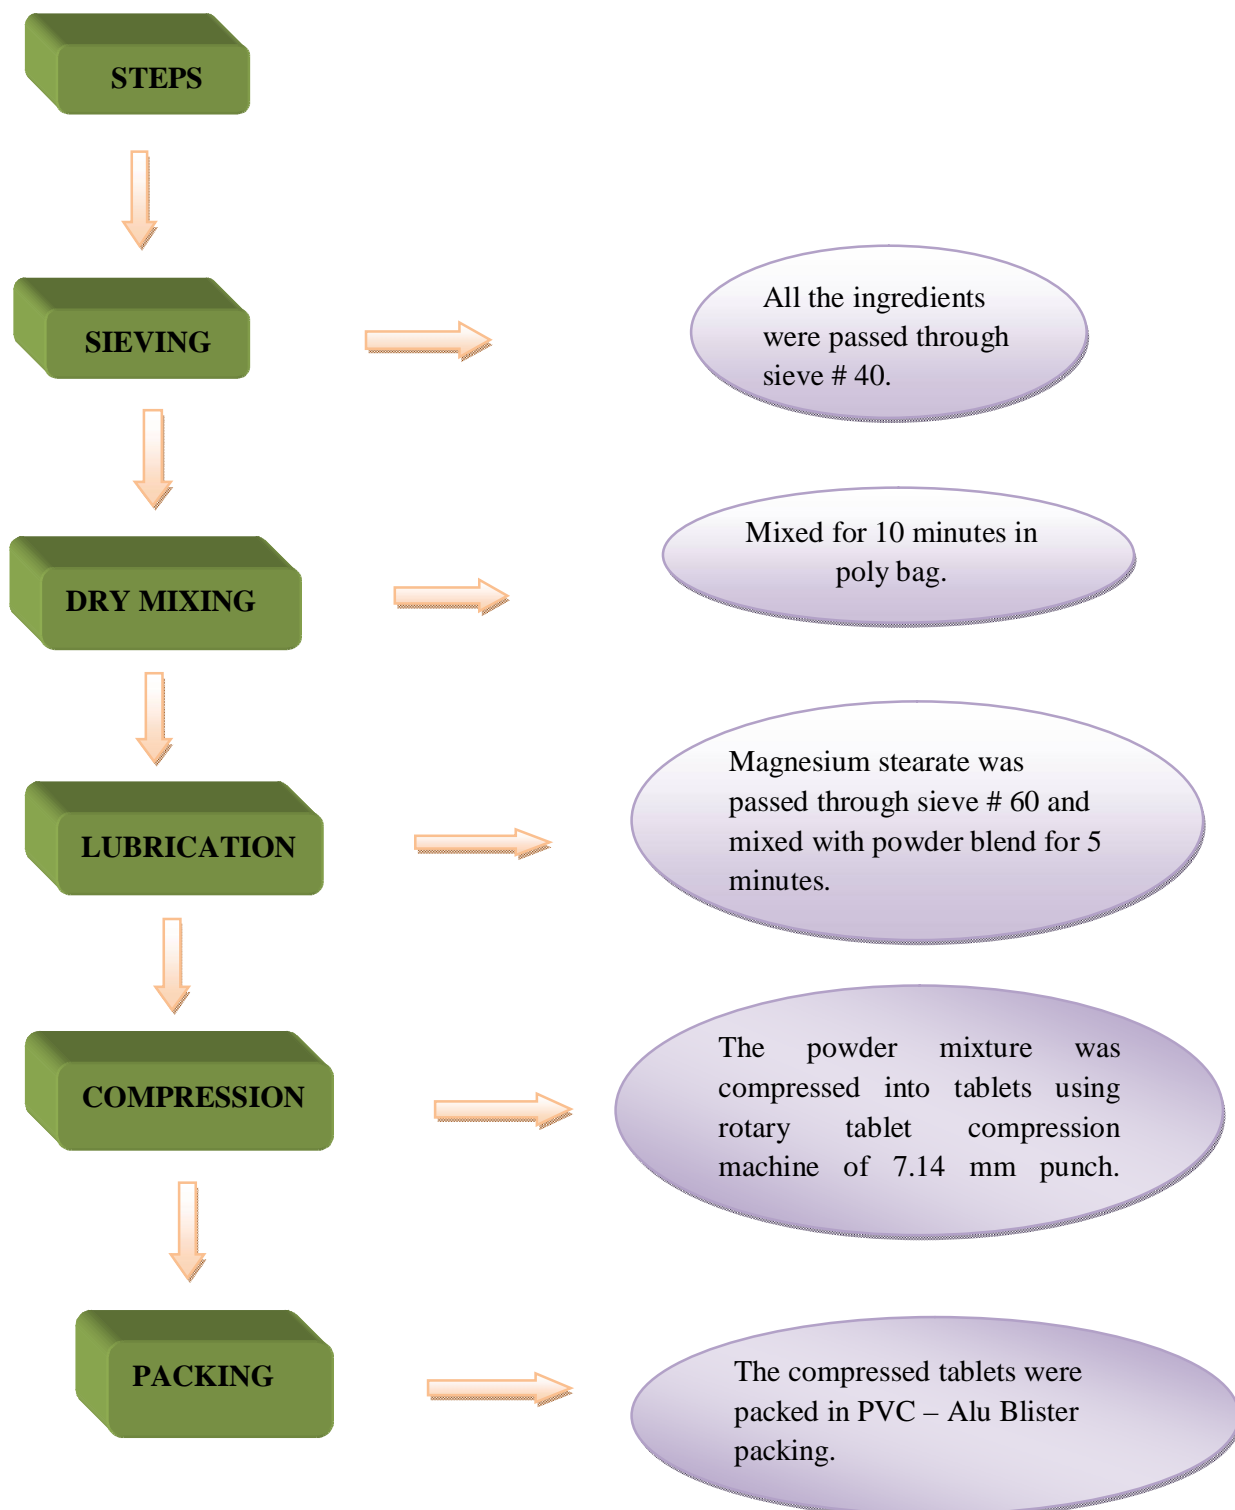 STEPS
SIEVING
All the ingredients
were passed through
sieve # 40.
DRY MIXING
Mixed for 10 minutes in
poly bag.
LUBRICATION
Magnesium stearate was
passed through sieve # 60 and
mixed with powder blend for 5
minutes.
COMPRESSION
The powder mixture was
compressed into tablets using
rotary tablet compression
machine of 7.14 mm punch.
PACKING
The compressed tablets were
packed in PVC – Alu Blister
packing.